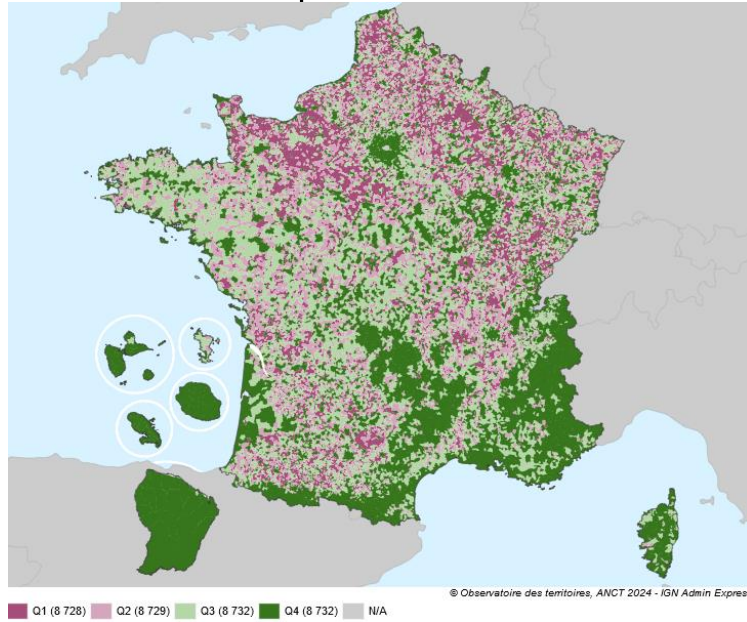 © Observatoire des territoires, ANCT 2024 - IGN Admin Expres
Q1 (8 728) Q2 (8 729) Q3 (8 732) Q4 (8 732) N/A